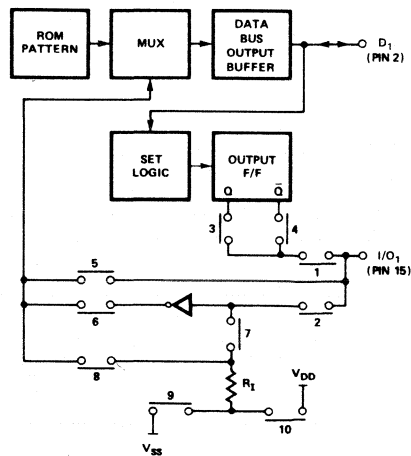 ROM
PATTERN
MUX
DATA
BUS
OUTPUT
BUFFER
D1
(PIN 2)
SET
LOGIC
OUTPUT
F/F
Q
Q̄
3
4
1
I/O1
(PIN 15)
5
6
2
7
8
RI
9
VDD
10
VSS